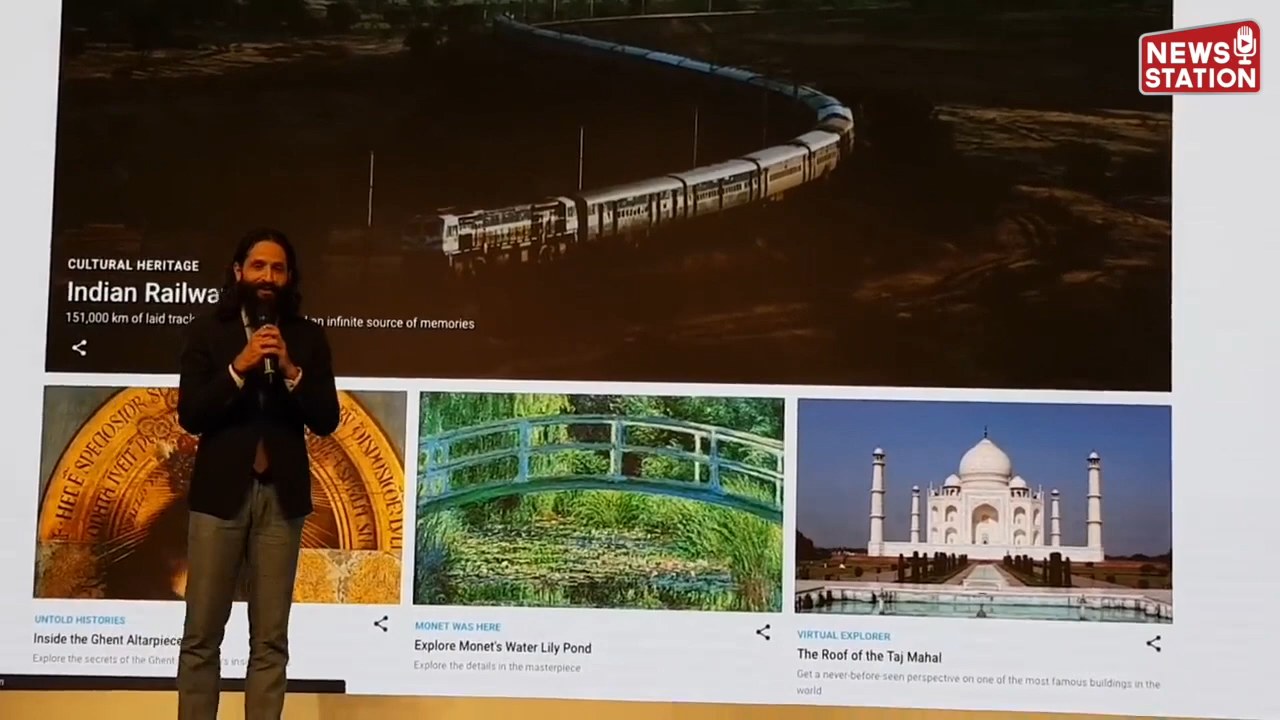 NEWS
STATION
CULTURAL HERITAGE
Indian Railwa
151,000 km of laid track an infinite source of memories
UNTOLD HISTORIES
Inside the Ghent Altarpiece
Explore the secrets of the Ghent
MONET WAS HERE
Explore Monet's Water Lily Pond
Explore the details in the masterpiece
VIRTUAL EXPLORER
The Roof of the Taj Mahal
Get a never-before-seen perspective on one of the most famous buildings in the
world